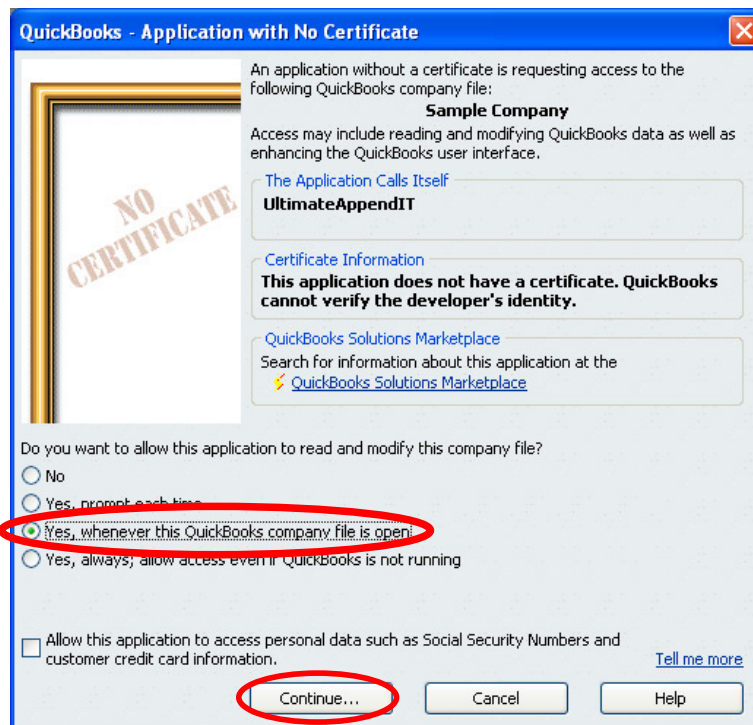 QuickBooks - Application with No Certificate
An application without a certificate is requesting access to the
following QuickBooks company file:
Sample Company
Access may include reading and modifying QuickBooks data as well as
enhancing the QuickBooks user interface.
NO
CERTIFICATE
The Application Calls Itself
UltimateAppendIT
Certificate Information
This application does not have a certificate. QuickBooks
cannot verify the developer's identity.
QuickBooks Solutions Marketplace
Search for information about this application at the
QuickBooks Solutions Marketplace
Do you want to allow this application to read and modify this company file?
No
Yes, prompt each time
Yes, whenever this QuickBooks company file is open
Yes, always; allow access even if QuickBooks is not running
Allow this application to access personal data such as Social Security Numbers and
customer credit card information.
Tell me more
Continue...
Cancel
Help